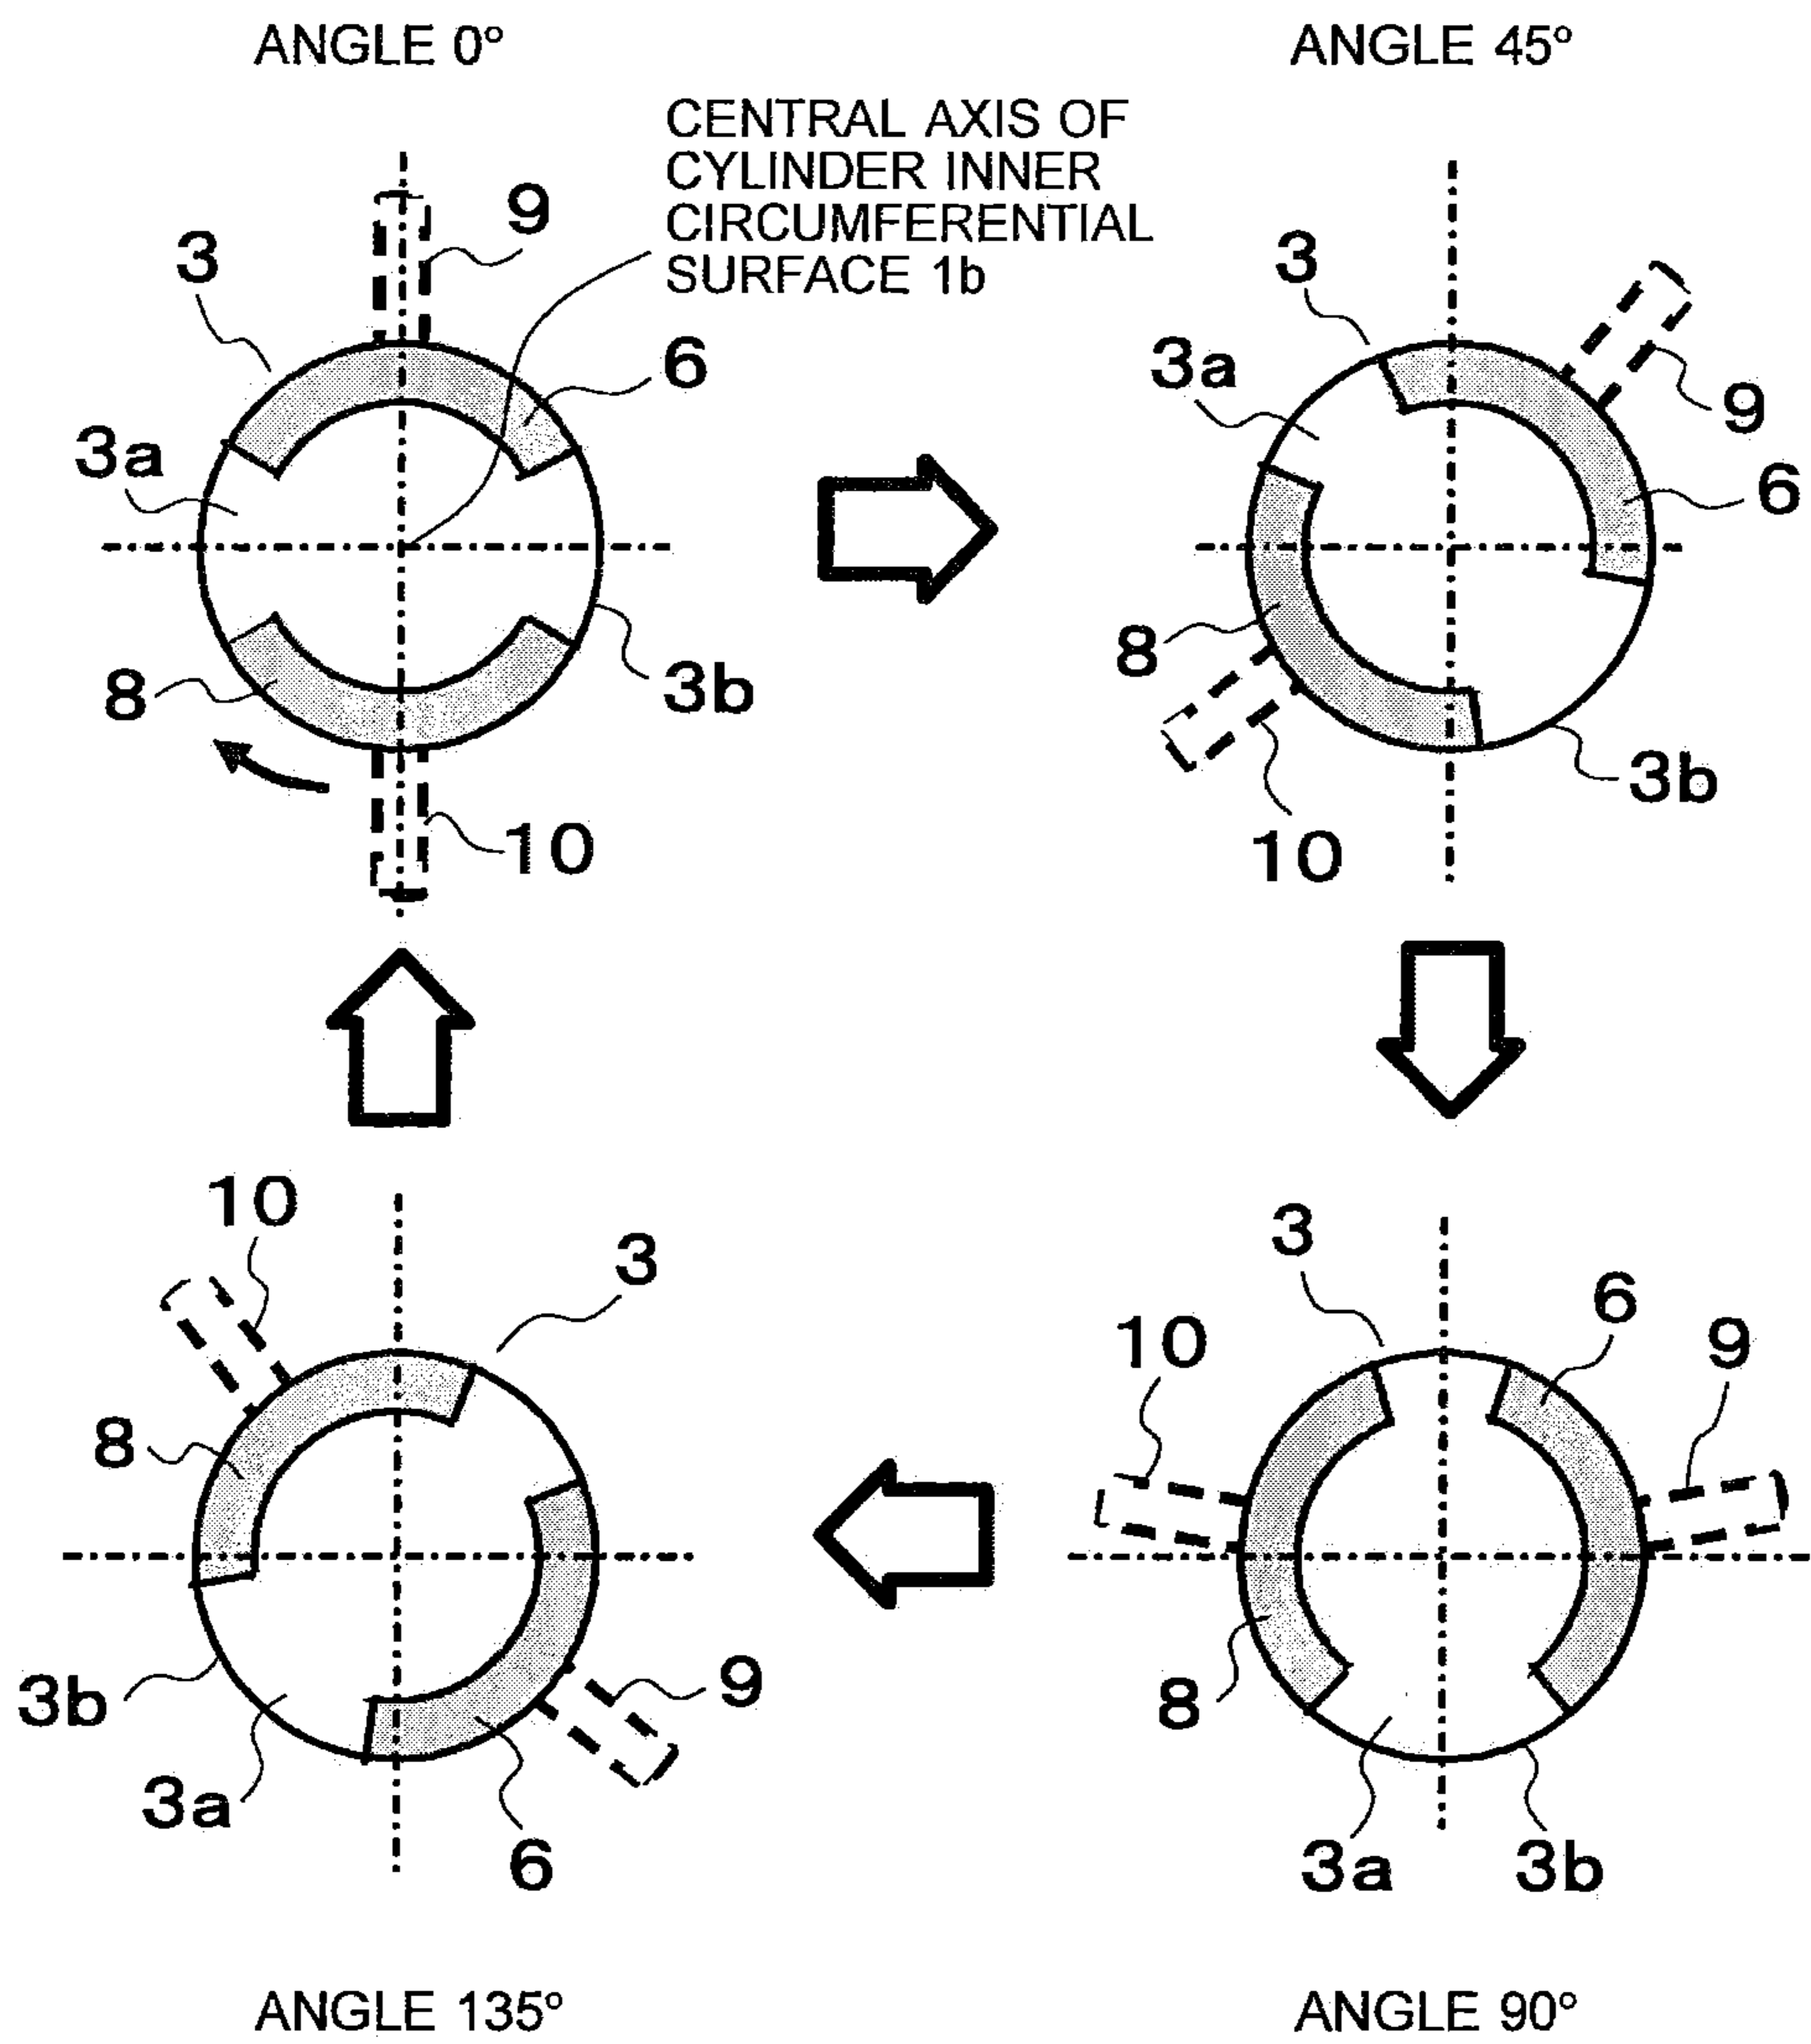 ANGLE 0°
ANGLE 45°
CENTRAL AXIS OF
CYLINDER INNER
CIRCUMFERENTIAL
SURFACE 1b
9
3
6
3a
8
3b
10
3
3a
9
6
8
3b
10
10
3
8
3b
9
3a
6
3
6
10
9
8
3a
3b
ANGLE 135°
ANGLE 90°